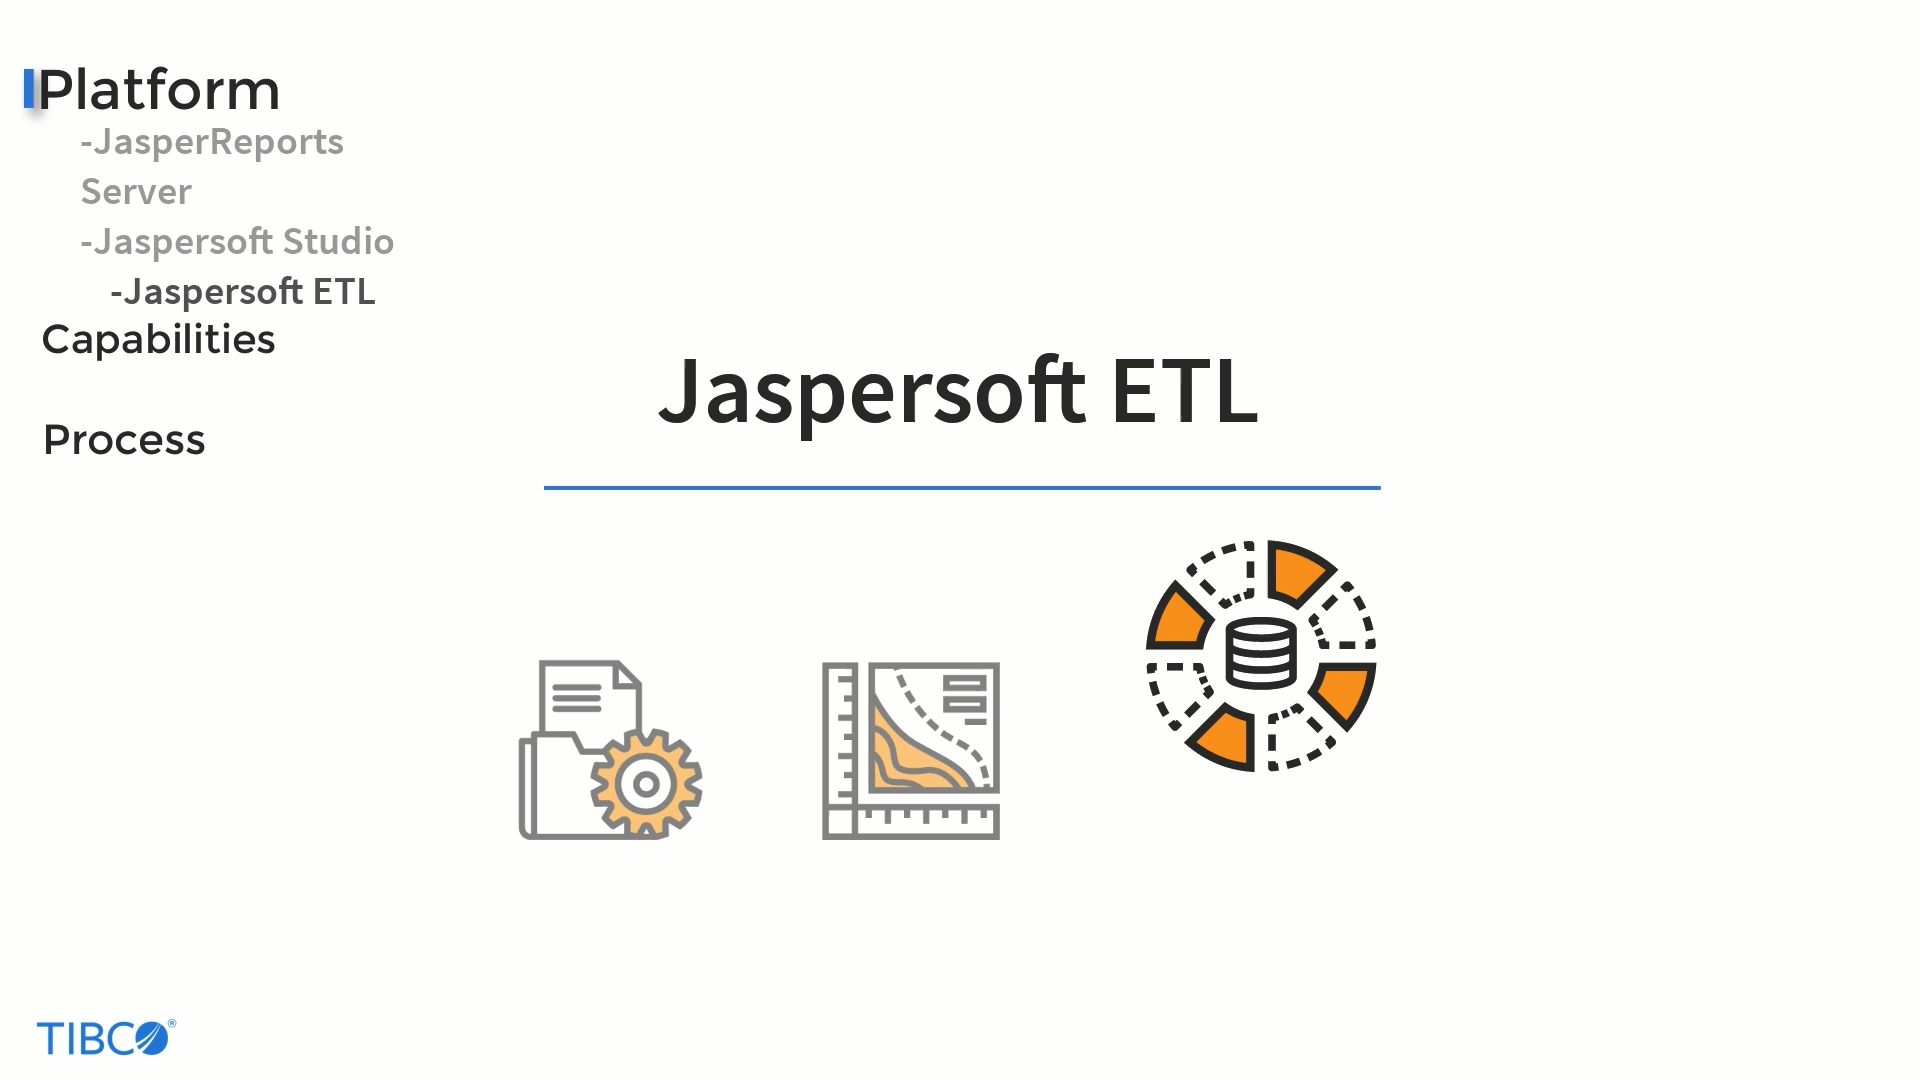 Platform
-JasperReports
Server
-Jaspersoft Studio
-Jaspersoft ETL
Capabilities
Process
Jaspersoft ETL
TIBCO®